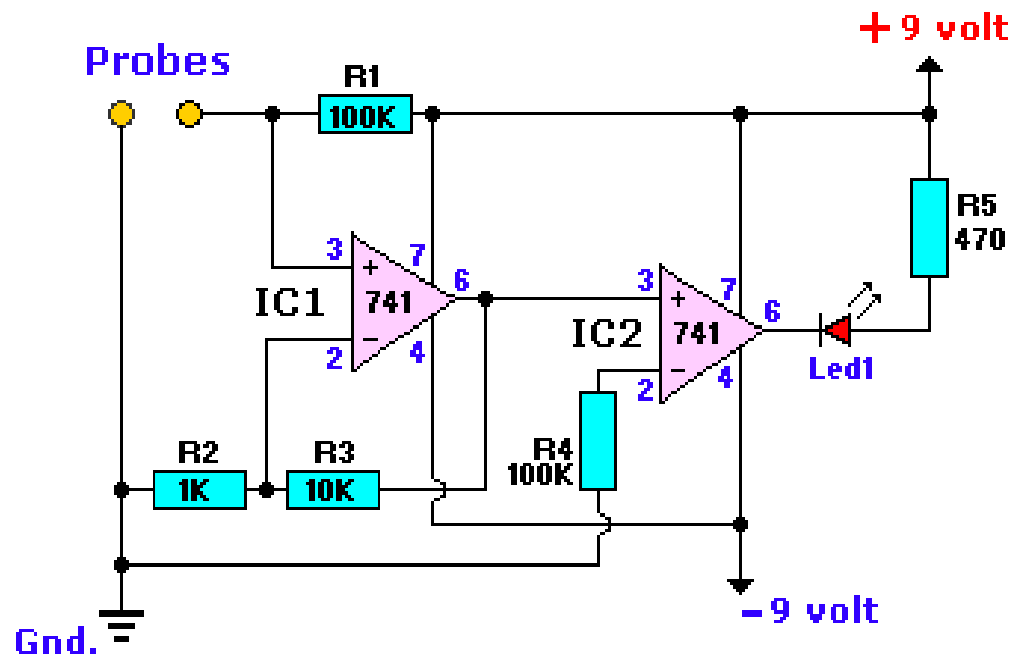 +9 volt
Probes
R1
100K
R5
470
3
+
7
6
IC1
741
2
−
4
3
+
7
6
IC2
741
2
−
4
Led1
R2
1K
R3
10K
R4
100K
−9 volt
Gnd.